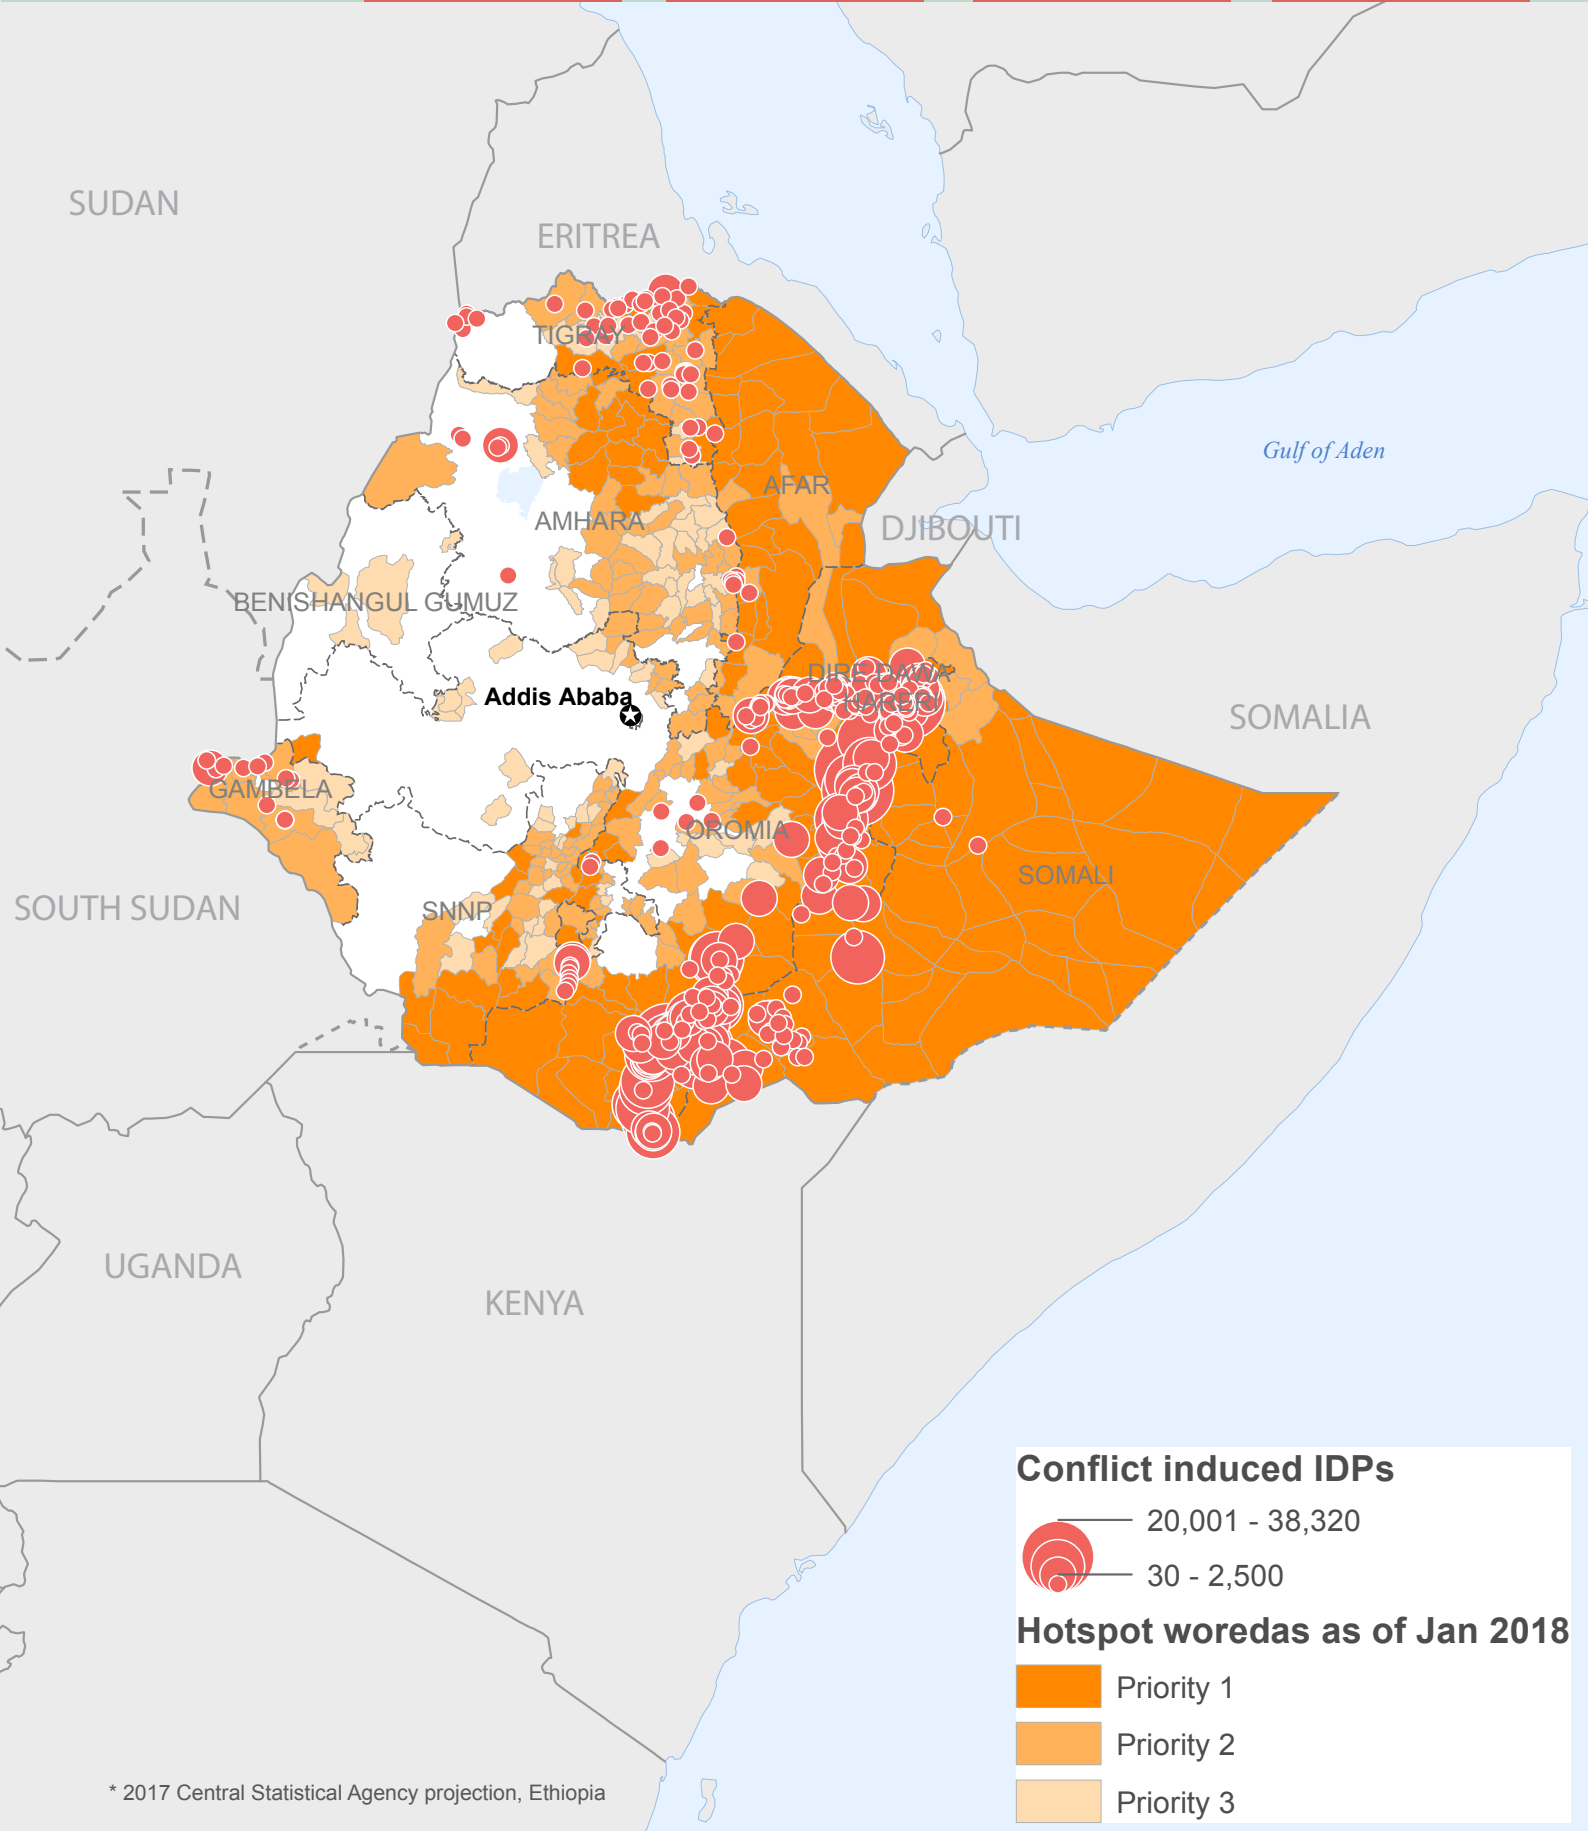 SUDAN
ERITREA
TIGRAY
Gulf of Aden
AFAR
AMHARA
DJIBOUTI
BENISHANGUL GUMUZ
DIRE DAWA
Addis Ababa
HARERI
SOMALIA
GAMBELA
OROMIA
SOMALI
SOUTH SUDAN
SNNP
UGANDA
KENYA
Conflict induced IDPs
20,001 - 38,320
30 - 2,500
Hotspot woredas as of Jan 2018
Priority 1
Priority 2
Priority 3
* 2017 Central Statistical Agency projection, Ethiopia